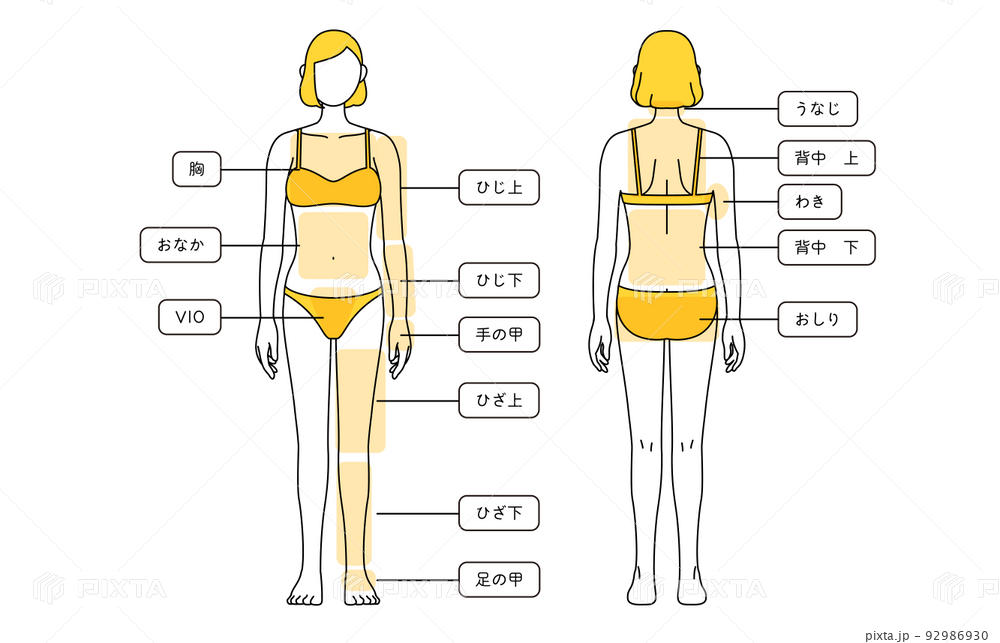 うなじ
背中 上
胸
ひじ上
わき
おなか
背中 下
ひじ下
VIO
おしり
手の甲
ひざ上
ひざ下
足の甲
PIXTA
PIXTA
PIXTA
PIXTA
PIXTA
PIXTA
PIXTA
PIXTA
pixta.jp - 92986930